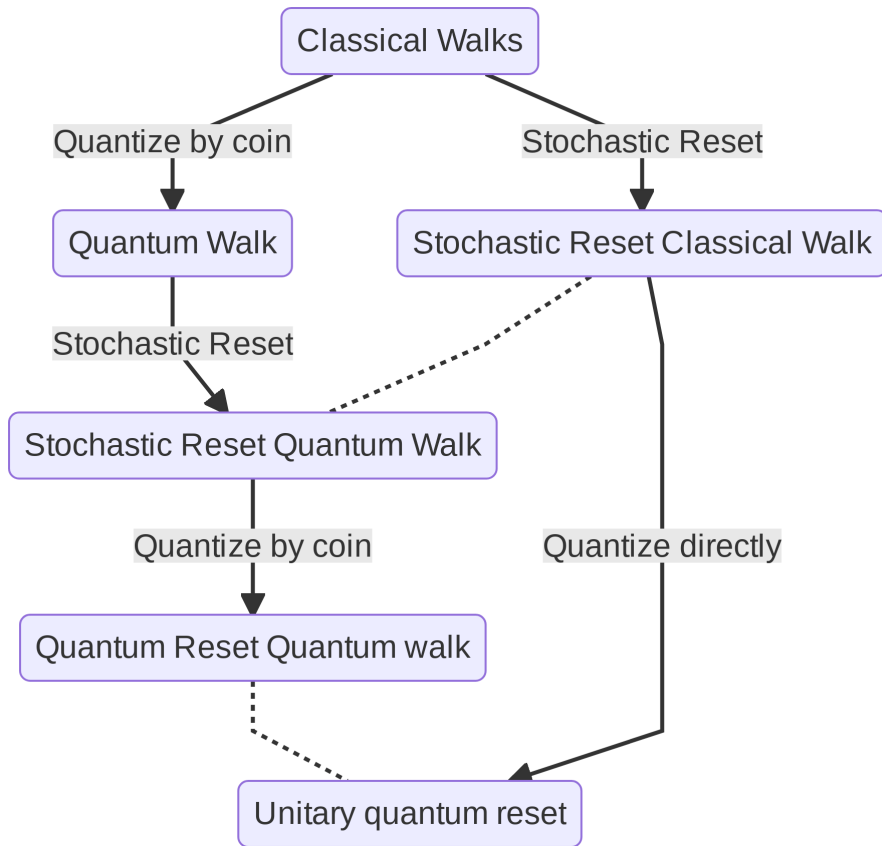 Classical Walks
Quantize by coin
Stochastic Reset
Quantum Walk
Stochastic Reset Classical Walk
Stochastic Reset
Stochastic Reset Quantum Walk
Quantize by coin
Quantize directly
Quantum Reset Quantum walk
Unitary quantum reset